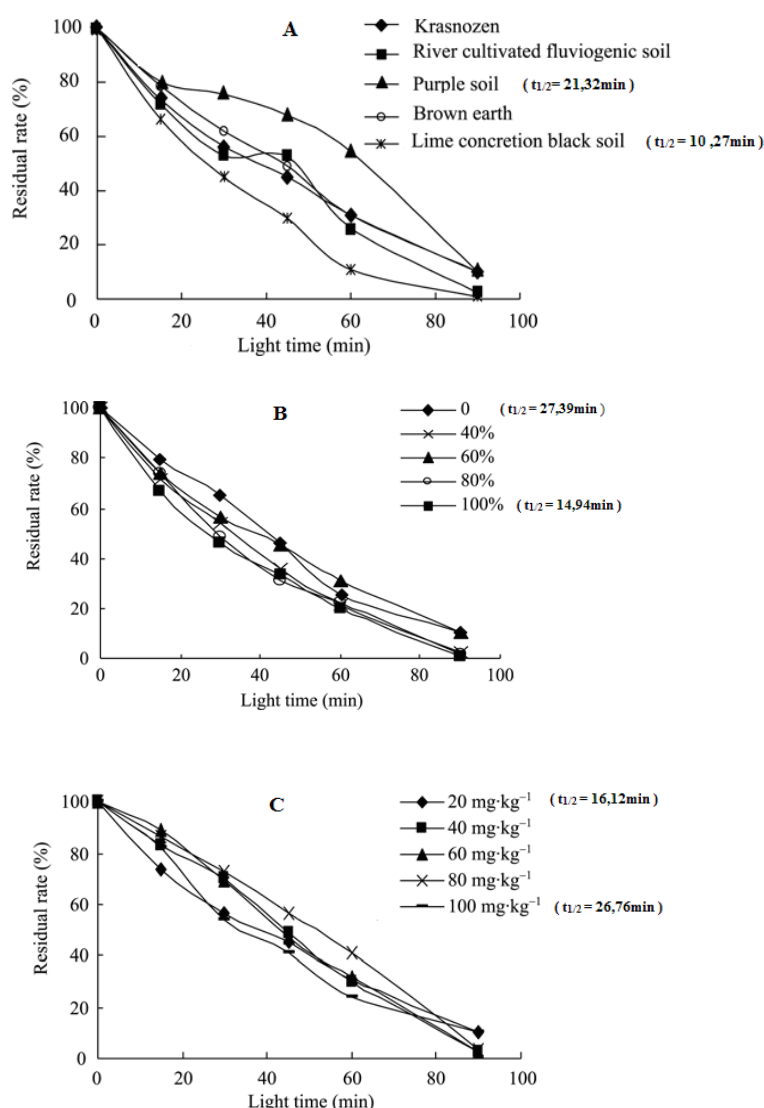 A
Krasnozen
River cultivated fluviogenic soil
Purple soil ( t1/2 = 21,32min )
Brown earth
Lime concretion black soil ( t1/2 = 10 ,27min )
Residual rate (%)
100
80
60
40
20
0
0 20 40 60 80 100
Light time (min)
B
0 ( t1/2 = 27,39min )
40%
60%
80%
100% ( t1/2 = 14,94min )
Residual rate (%)
100
80
60
40
20
0
0 20 40 60 80 100
Light time (min)
C
20 mg·kg⁻¹ ( t1/2 = 16,12min )
40 mg·kg⁻¹
60 mg·kg⁻¹
80 mg·kg⁻¹
100 mg·kg⁻¹ ( t1/2 = 26,76min )
Residual rate (%)
100
80
60
40
20
0
0 20 40 60 80 100
Light time (min)